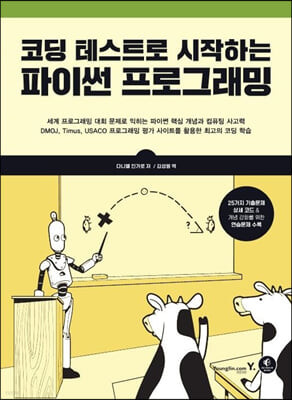 코딩 테스트로 시작하는
파이썬 프로그래밍
세계 프로그래밍 대회 문제로 익히는 파이썬 핵심 개념과 컴퓨팅 사고력
DMOJ, Timus, USACO 프로그래밍 평가 사이트를 활용한 최고의 코딩 학습
다니엘 진가로 저 / 김성원 역
25가지 기출문제
상세 코드 &
개념 강화를 위한
연습문제 수록
YoungJin.com Y.